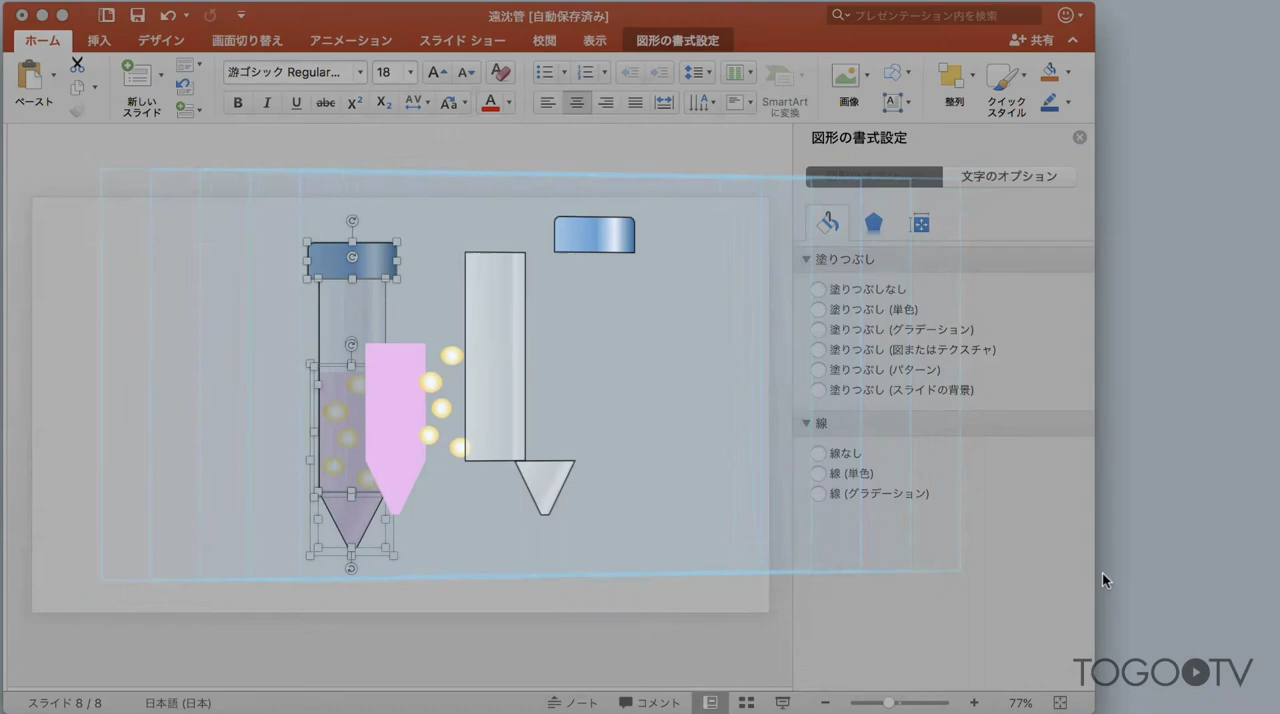 遠沈管 [自動保存済み]
プレゼンテーション内を検索
ホーム 挿入 デザイン 画面切り替え アニメーション スライド ショー 校閲 表示 図形の書式設定 共有
ペースト
新しい
スライド
游ゴシック Regular... 18
B I U abc X² X₂ AV Aa A
SmartArt
に変換
画像
整列
クイック
スタイル
図形の書式設定
文字のオプション
塗りつぶし
塗りつぶしなし
塗りつぶし (単色)
塗りつぶし (グラデーション)
塗りつぶし (図またはテクスチャ)
塗りつぶし (パターン)
塗りつぶし (スライドの背景)
線
線なし
線 (単色)
線 (グラデーション)
TOGO TV
スライド 8 / 8 日本語 (日本) ノート コメント 77%